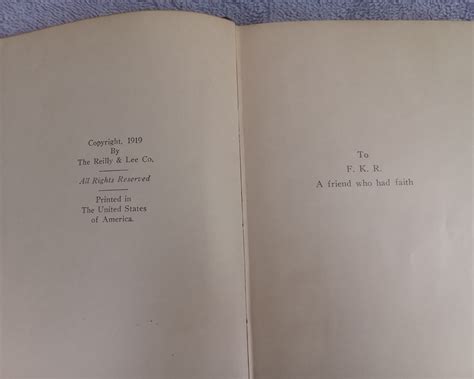 Copyright, 1919
By
The Reilly & Lee Co.
All Rights Reserved
Printed in
The United States
of America.
To
F. K. R.
A friend who had faith